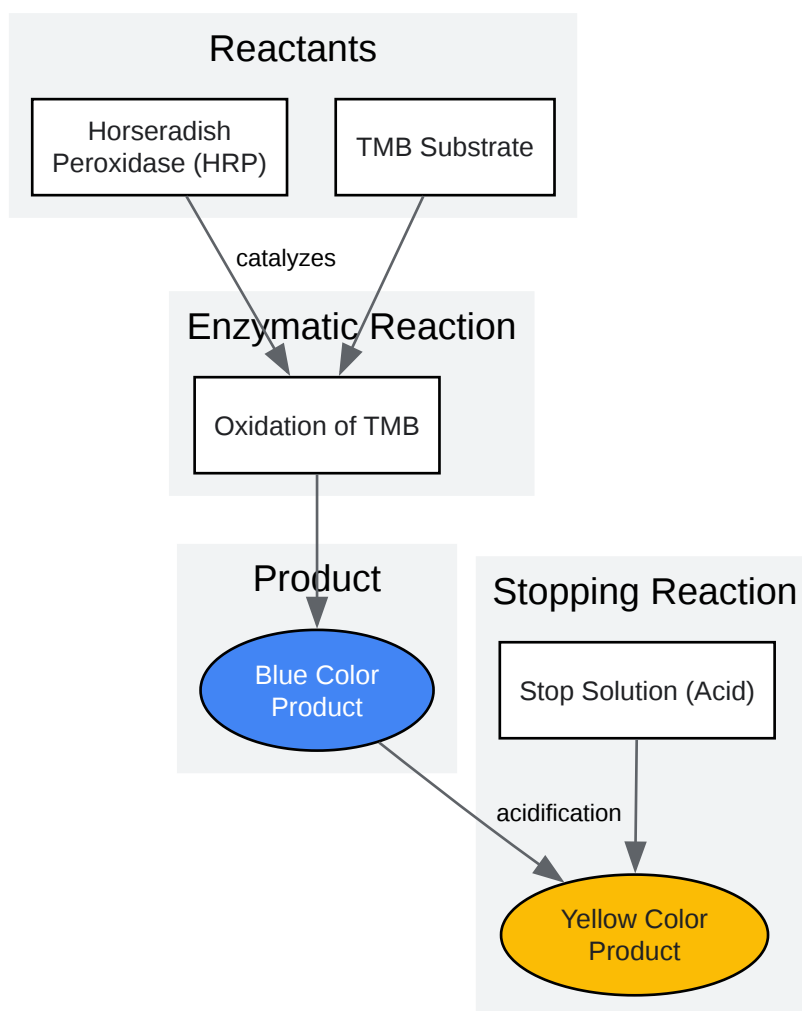 Reactants
Horseradish
Peroxidase (HRP)
TMB Substrate
catalyzes
Enzymatic Reaction
Oxidation of TMB
Product
Blue Color
Product
Stopping Reaction
Stop Solution (Acid)
acidification
Yellow Color
Product